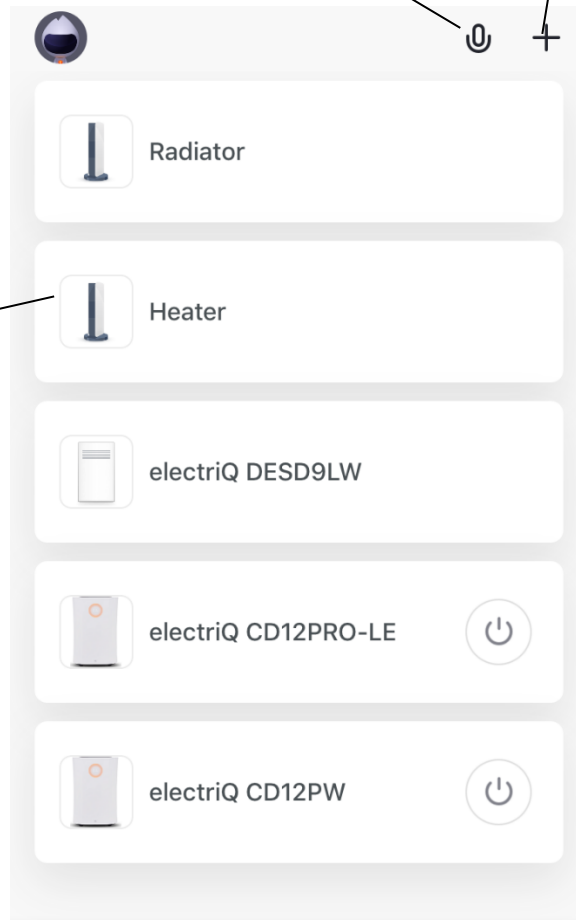 Radiator
Heater
electriQ DESD9LW
electriQ CD12PRO-LE
electriQ CD12PW